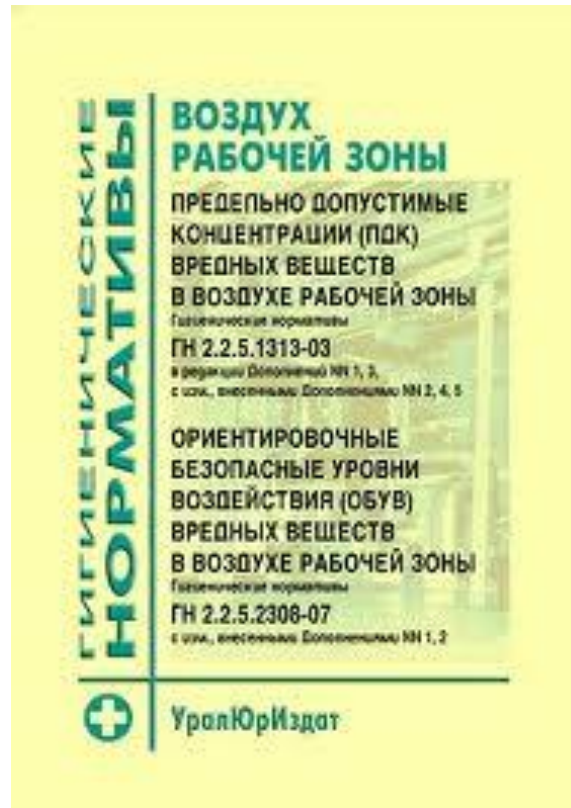 ГИГИЕНИЧЕСКИЕ
НОРМАТИВЫ
ВОЗДУХ
РАБОЧЕЙ ЗОНЫ
ПРЕДЕЛЬНО ДОПУСТИМЫЕ
КОНЦЕНТРАЦИИ (ПДК)
ВРЕДНЫХ ВЕЩЕСТВ
В ВОЗДУХЕ РАБОЧЕЙ ЗОНЫ
Гигиенические нормативы
ГН 2.2.5.1313-03
в редакции Дополнений NN 1, 3,
с изм., внесенными Дополнениями NN 2, 4, 5
ОРИЕНТИРОВОЧНЫЕ
БЕЗОПАСНЫЕ УРОВНИ
ВОЗДЕЙСТВИЯ (ОБУВ)
ВРЕДНЫХ ВЕЩЕСТВ
В ВОЗДУХЕ РАБОЧЕЙ ЗОНЫ
Гигиенические нормативы
ГН 2.2.5.2308-07
с изм., внесенными Дополнениями NN 1, 2
УралЮрИздат